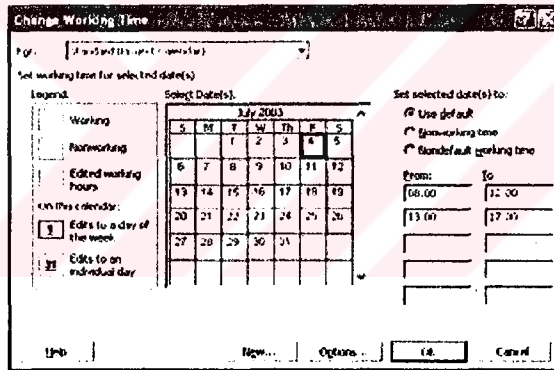 Change Working Time
For: Standard (Project Calendar)
Set working time for selected date(s)
Legend:
Working
Nonworking
Edited working
hours
On this calendar:
Edits to a day of
the week
31 Edits to an
individual day
Select Date(s):
July 2003
S M T W Th F S
1 2 3 4 5
6 7 8 9 10 11 12
13 14 15 16 17 18 19
20 21 22 23 24 25 26
27 28 29 30 31
Set selected date(s) to:
Use default
Nonworking time
Nondefault working time
From: To
08.00 12.00
13.00 17.00
Help New... Options... OK Cancel